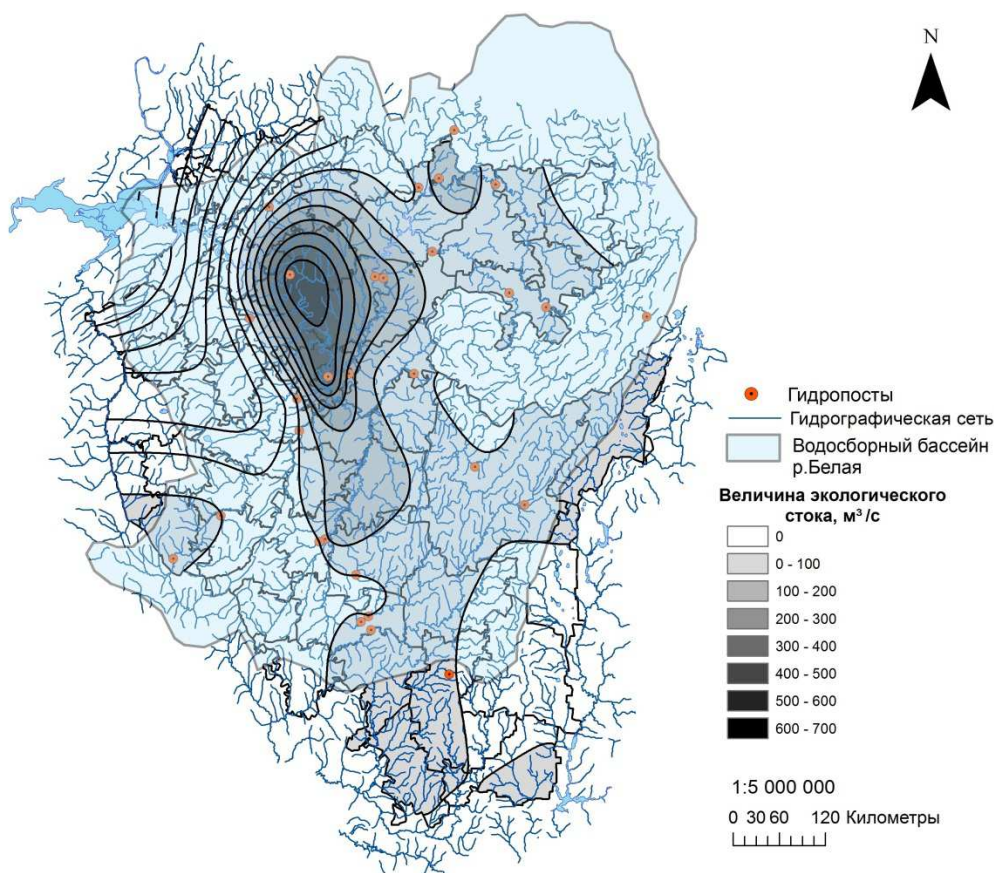 N
Гидропосты
Гидрографическая сеть
Водосборный бассейн
р.Белая
Величина экологического
стока, м³/с
0
0 - 100
100 - 200
200 - 300
300 - 400
400 - 500
500 - 600
600 - 700
1:5 000 000
0 30 60 120 Километры